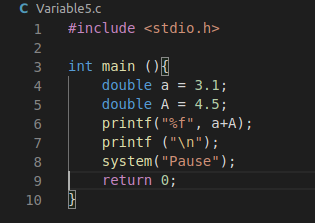 C Variable5.c
1 #include <stdio.h>
2
3 int main (){
4 double a = 3.1;
5 double A = 4.5;
6 printf("%f", a+A);
7 printf ("\n");
8 system("Pause");
9 return 0;
10 }